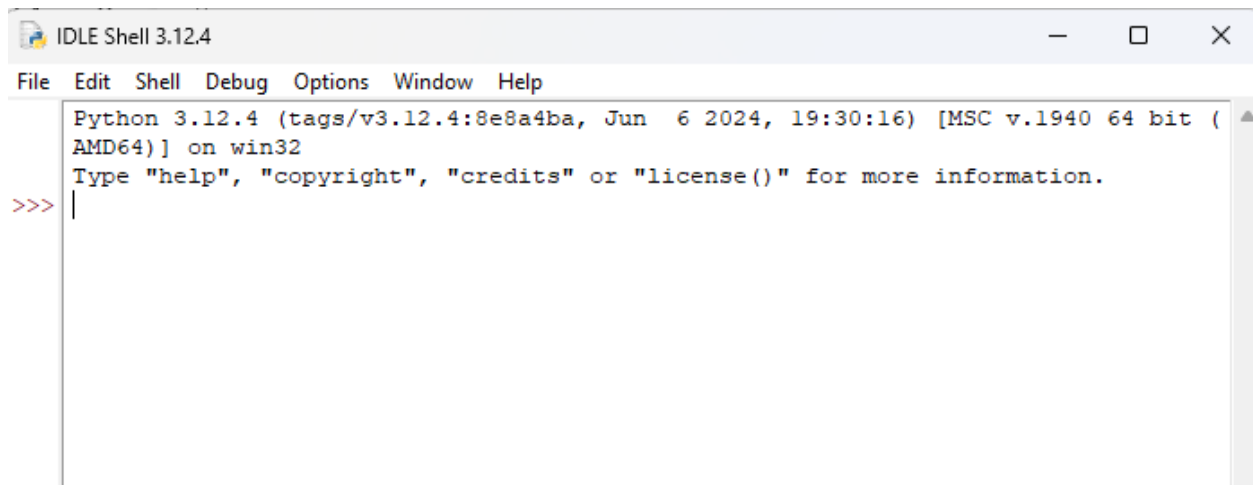 IDLE Shell 3.12.4
File Edit Shell Debug Options Window Help
Python 3.12.4 (tags/v3.12.4:8e8a4ba, Jun  6 2024, 19:30:16) [MSC v.1940 64 bit (
AMD64)] on win32
Type "help", "copyright", "credits" or "license()" for more information.
>>>